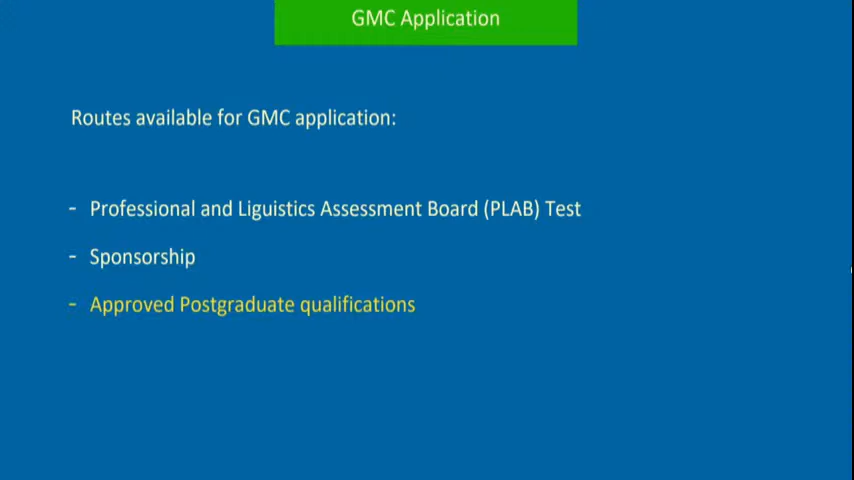 GMC Application
Routes available for GMC application:
- Professional and Liguistics Assessment Board (PLAB) Test
- Sponsorship
- Approved Postgraduate qualifications